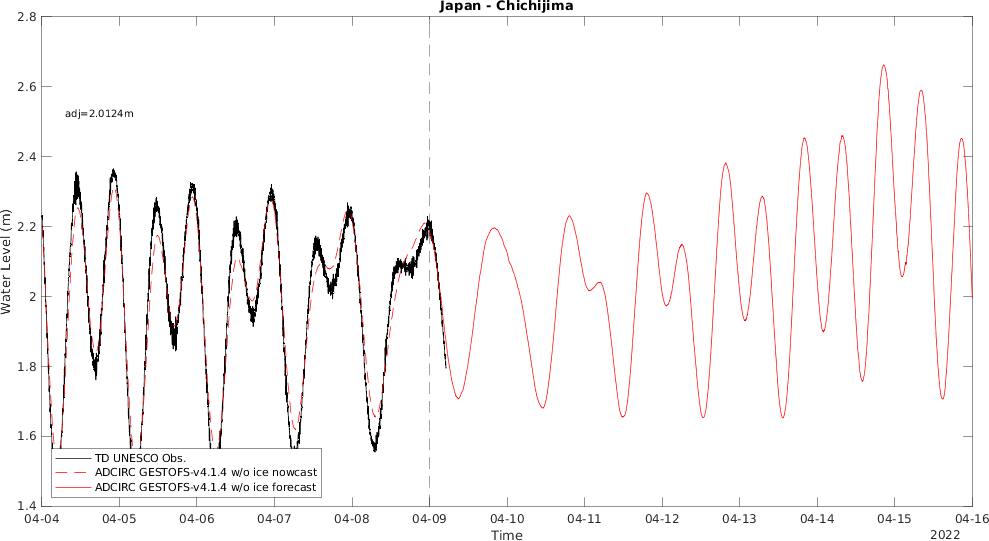 Japan - Chichijima
2.8
2.6
2.4
2.2
2
1.8
1.6
1.4
Water Level (m)
adj=2.0124m
TD UNESCO Obs.
ADCIRC GESTOFS-v4.1.4 w/o ice nowcast
ADCIRC GESTOFS-v4.1.4 w/o ice forecast
04-04 04-05 04-06 04-07 04-08 04-09 04-10 04-11 04-12 04-13 04-14 04-15 04-16
Time
2022